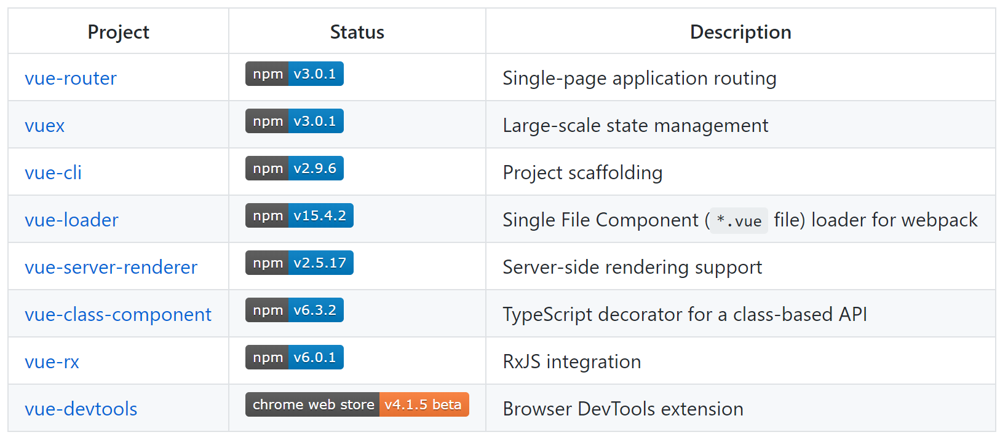 Project Status Description
vue-router npm v3.0.1 Single-page application routing
vuex npm v3.0.1 Large-scale state management
vue-cli npm v2.9.6 Project scaffolding
vue-loader npm v15.4.2 Single File Component (*.vue file) loader for webpack
vue-server-renderer npm v2.5.17 Server-side rendering support
vue-class-component npm v6.3.2 TypeScript decorator for a class-based API
vue-rx npm v6.0.1 RxJS integration
vue-devtools chrome web store v4.1.5 beta Browser DevTools extension